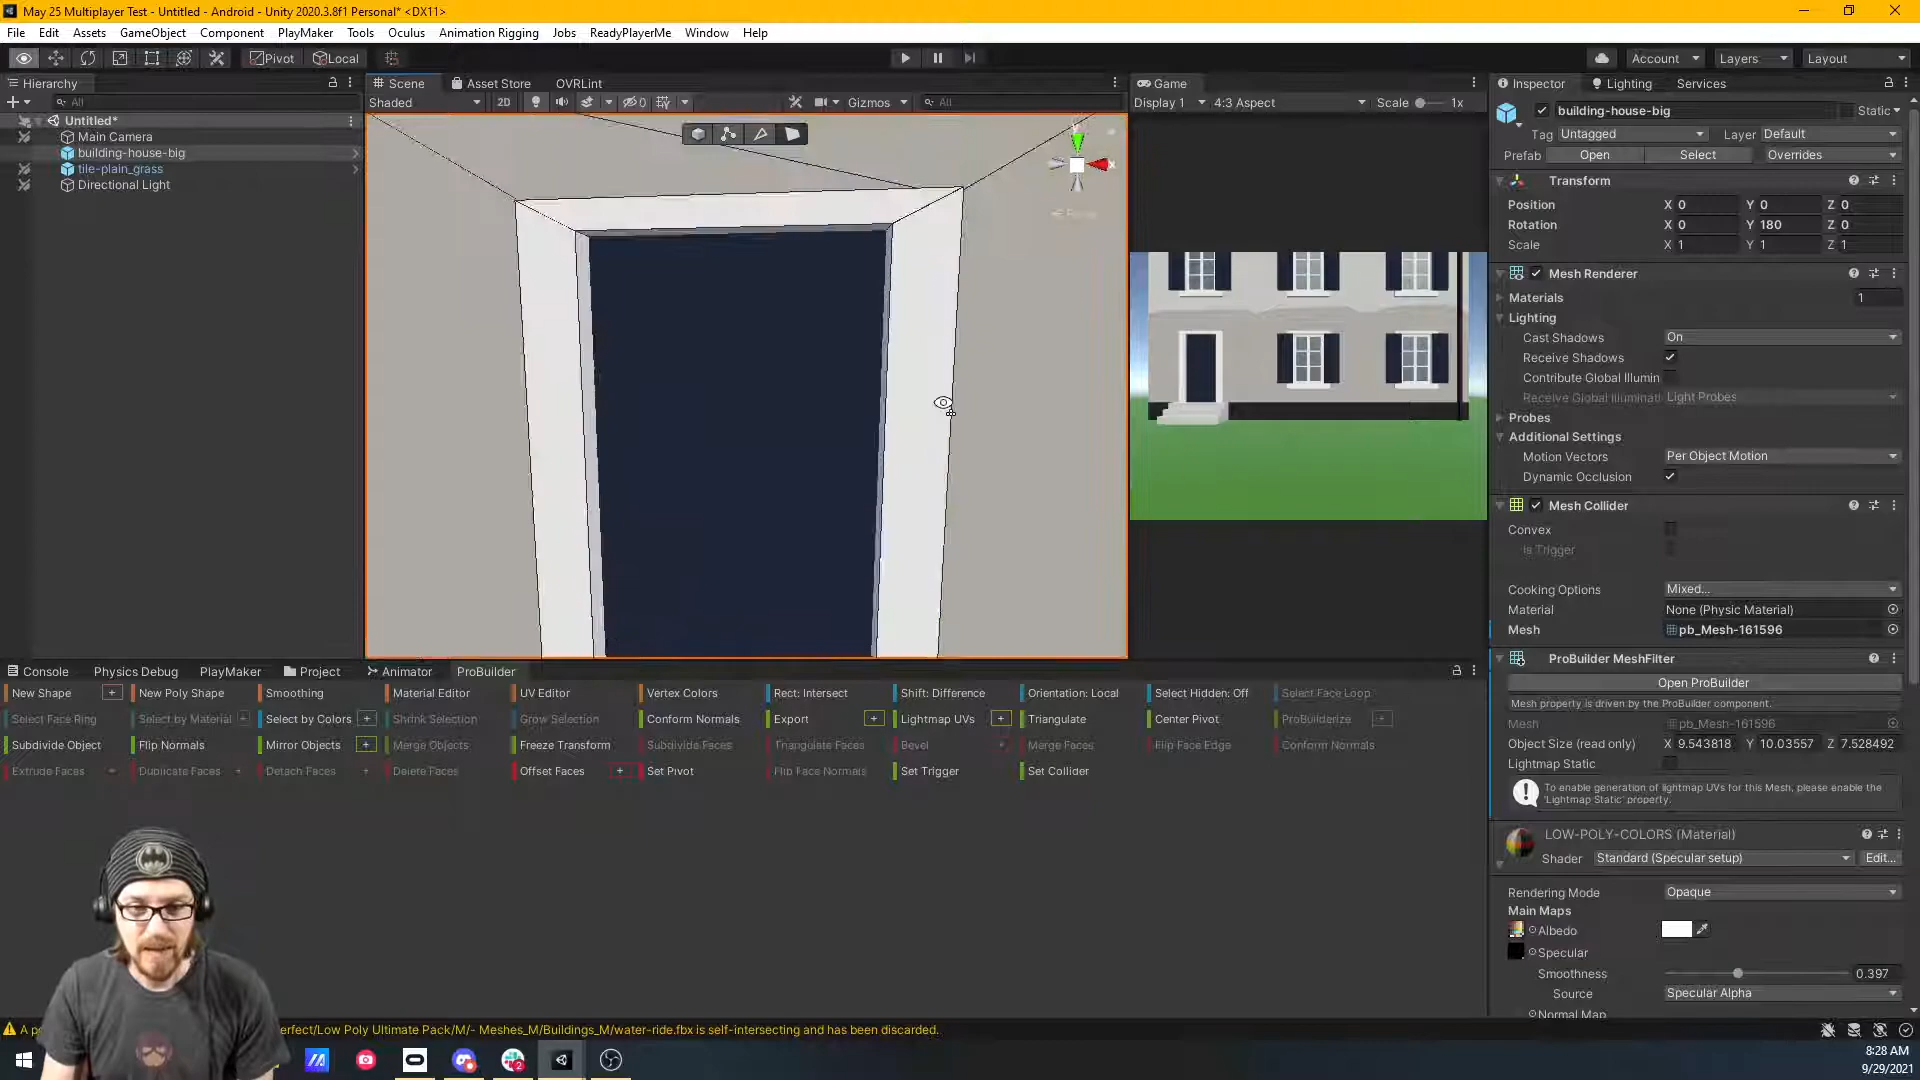 May 25 Multiplayer Test - Untitled - Android - Unity 2020.3.8f1 Personal* <DX11>
File Edit Assets GameObject Component PlayMaker Tools Oculus Animation Rigging Jobs ReadyPlayerMe Window Help
Pivot Local Account Layers Layout
Hierarchy Scene Asset Store OVRLint Game Inspector Lighting Services
All Shaded 2D 0 Gizmos All Display 1 4:3 Aspect Scale 1x
building-house-big Static
Untitled*
Main Camera
building-house-big
tile-plain_grass
Directional Light
Tag Untagged Layer Default
Prefab Open Select Overrides
Transform
Position X 0 Y 0 Z 0
Rotation X 0 Y 180 Z 0
Scale X 1 Y 1 Z 1
Mesh Renderer
Materials 1
Lighting
Cast Shadows On
Receive Shadows
Contribute Global Illumin
Receive Global Illuminati Light Probes
Probes
Additional Settings
Motion Vectors Per Object Motion
Dynamic Occlusion
Mesh Collider
Convex
Is Trigger
Cooking Options Mixed...
Material None (Physic Material)
Mesh pb_Mesh-161596
ProBuilder MeshFilter
Open ProBuilder
Mesh property is driven by the ProBuilder component.
Mesh pb_Mesh-161596
Object Size (read only) X 9.543818 Y 10.03557 Z 7.528492
Lightmap Static
To enable generation of lightmap UVs for this Mesh, please enable the
'Lightmap Static' property.
LOW-POLY-COLORS (Material)
Shader Standard (Specular setup) Edit...
Rendering Mode Opaque
Main Maps
Albedo
Specular
Smoothness 0.397
Source Specular Alpha
Normal Map
Console Physics Debug PlayMaker Project Animator ProBuilder
New Shape + New Poly Shape Smoothing Material Editor UV Editor Vertex Colors Rect: Intersect Shift: Difference Orientation: Local Select Hidden: Off Select Face Loop
Select Face Ring Select by Material + Select by Colors + Shrink Selection Grow Selection Conform Normals Export + Lightmap UVs + Triangulate Center Pivot ProBuilderize +
Subdivide Object Flip Normals Mirror Objects + Merge Objects Freeze Transform Subdivide Faces Triangulate Faces Bevel Merge Faces Flip Face Edge Conform Normals
Extrude Faces Duplicate Faces Detach Faces Delete Faces Offset Faces + Set Pivot Flip Face Normals Set Trigger Set Collider
A p
erfect/Low Poly Ultimate Pack/M/- Meshes_M/Buildings_M/water-ride.fbx is self-intersecting and has been discarded.
8:28 AM
9/29/2021